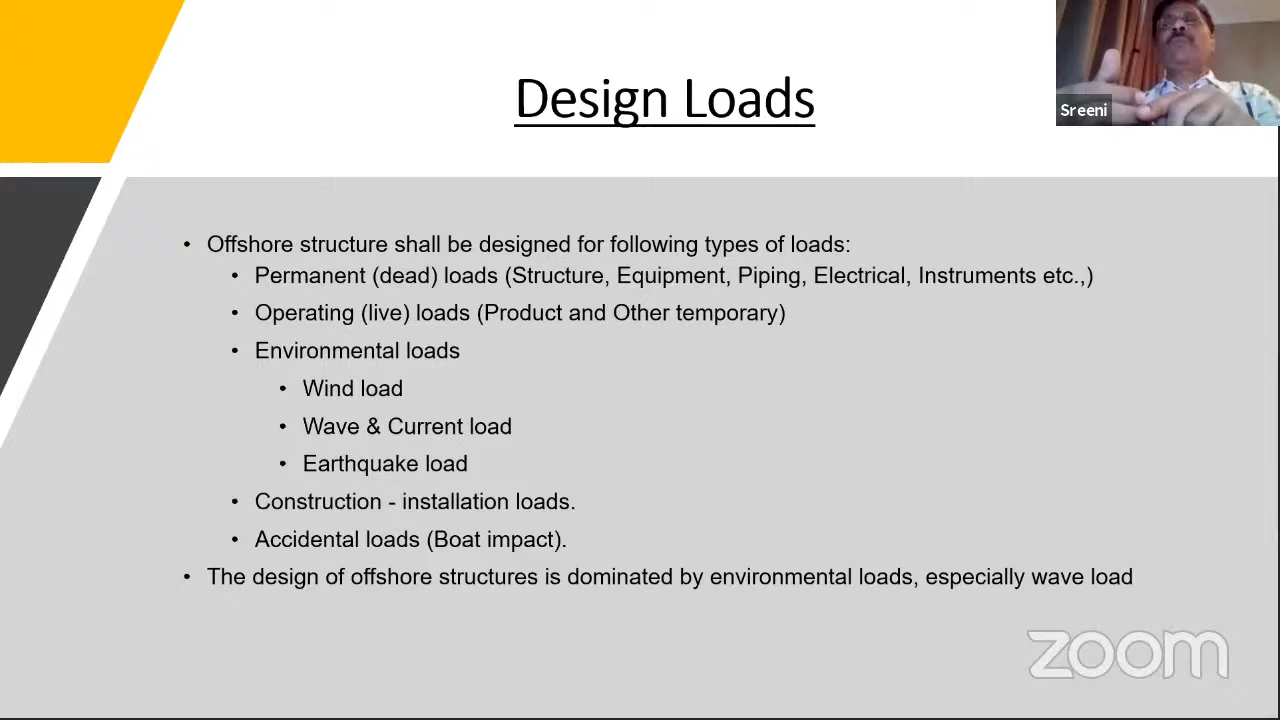 Design Loads
Sreeni
• Offshore structure shall be designed for following types of loads:
• Permanent (dead) loads (Structure, Equipment, Piping, Electrical, Instruments etc.,)
• Operating (live) loads (Product and Other temporary)
• Environmental loads
• Wind load
• Wave & Current load
• Earthquake load
• Construction - installation loads.
• Accidental loads (Boat impact).
• The design of offshore structures is dominated by environmental loads, especially wave load
zoom